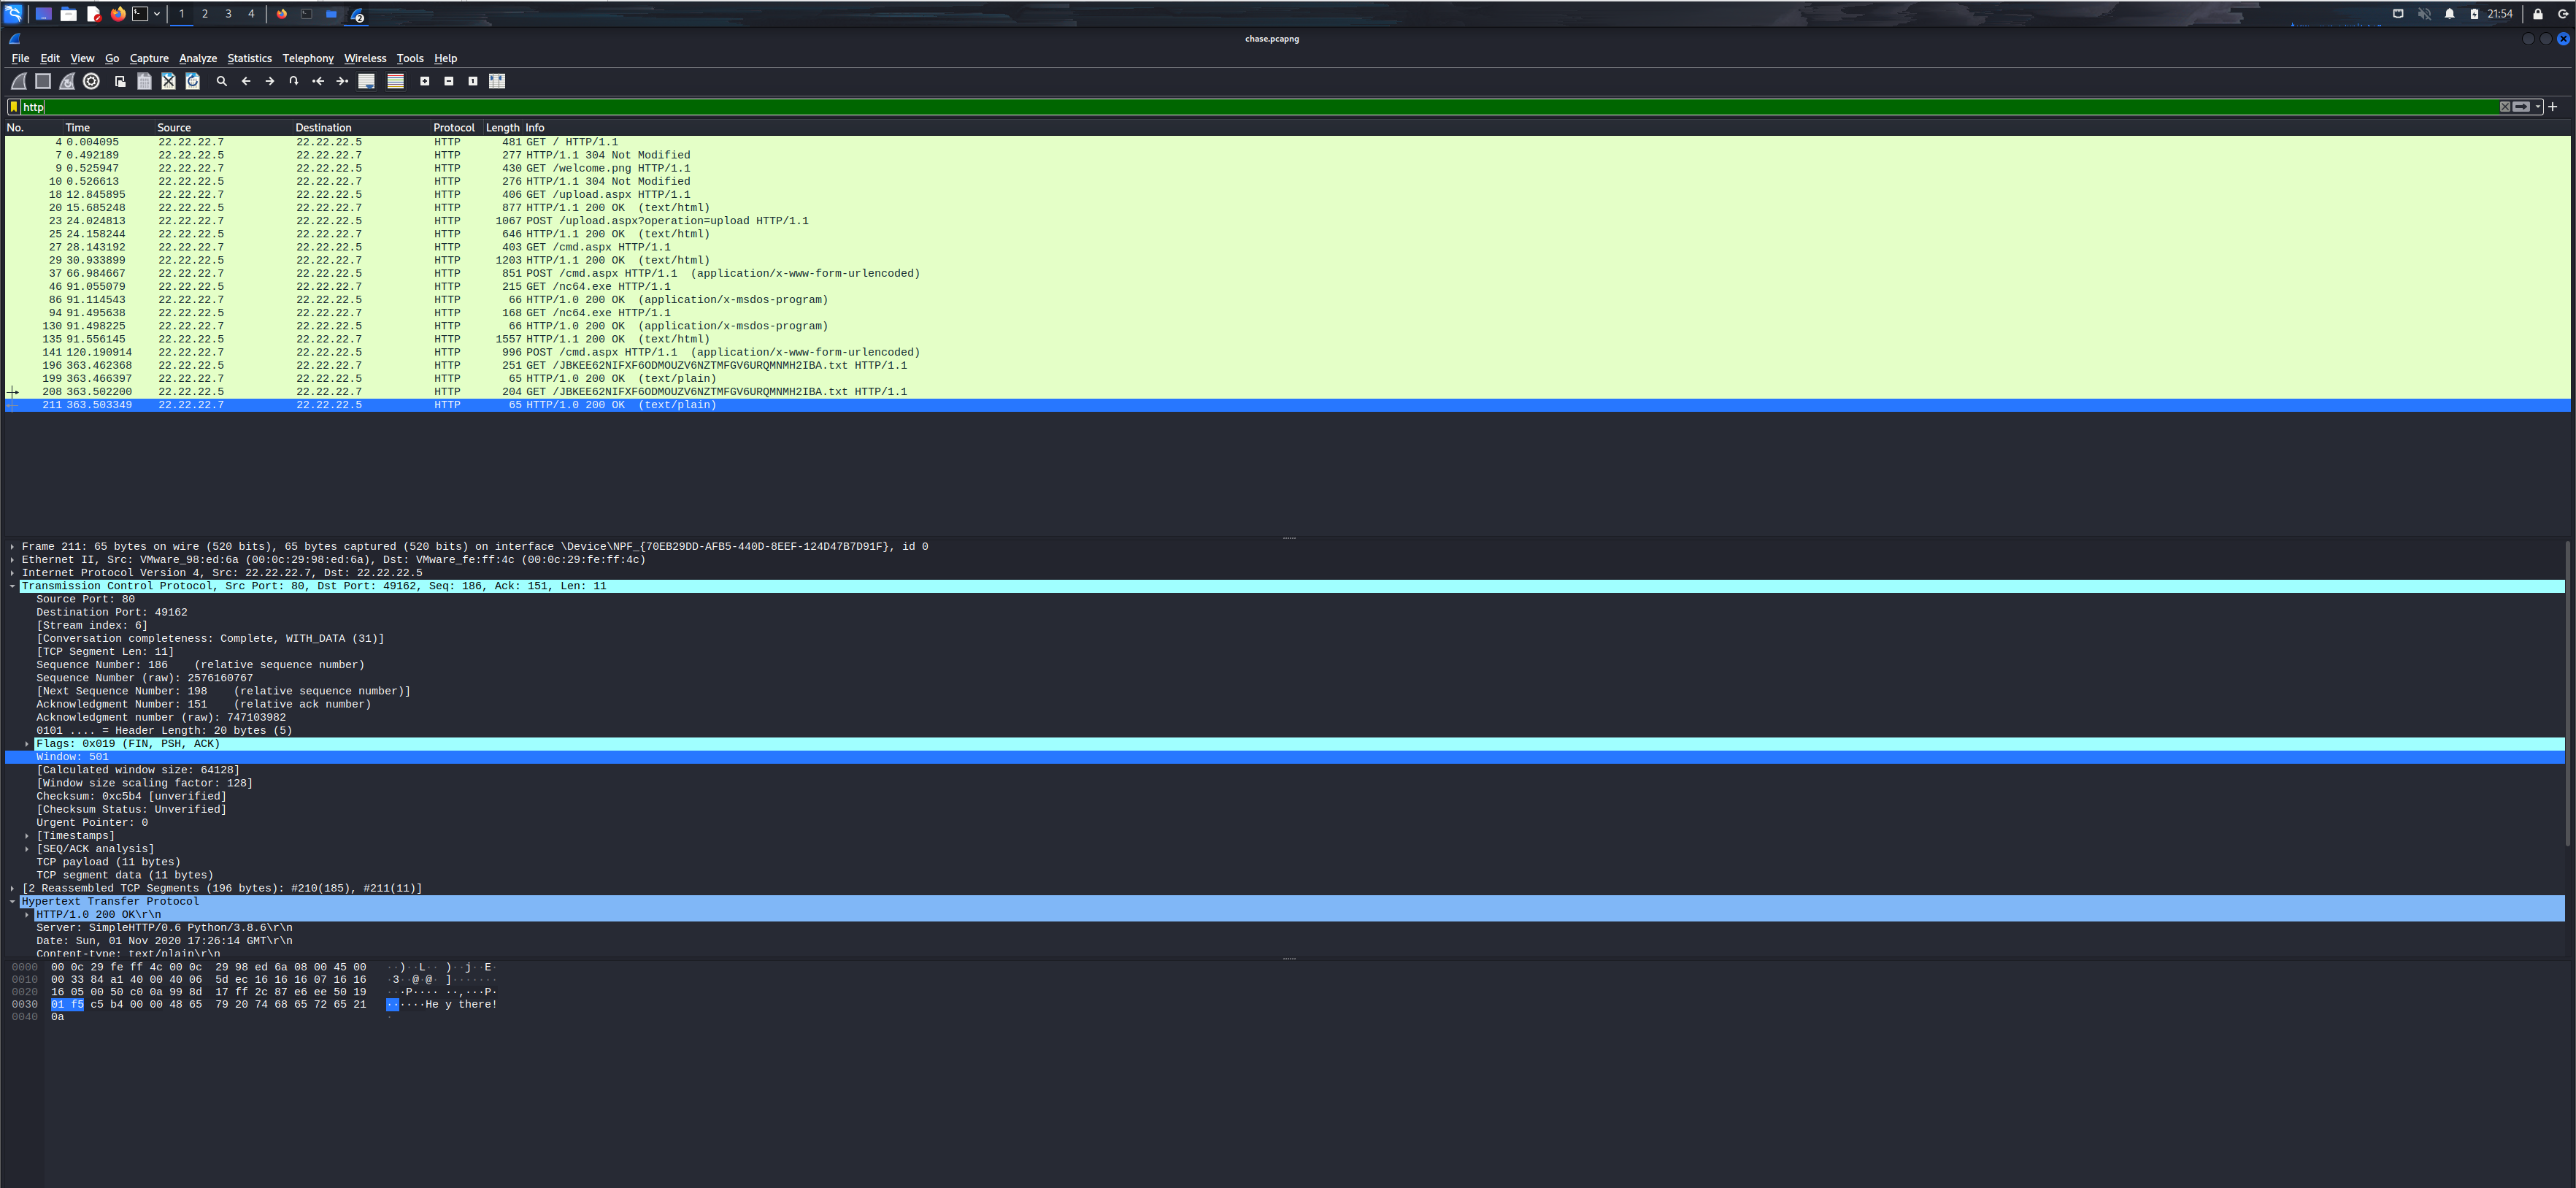 1 2 3 4 21:54
chase.pcapng
File Edit View Go Capture Analyze Statistics Telephony Wireless Tools Help
http
No. Time Source Destination Protocol Length Info
4 0.004095 22.22.22.7 22.22.22.5 HTTP 481 GET / HTTP/1.1
7 0.492189 22.22.22.5 22.22.22.7 HTTP 277 HTTP/1.1 304 Not Modified
9 0.525947 22.22.22.7 22.22.22.5 HTTP 430 GET /welcome.png HTTP/1.1
10 0.526613 22.22.22.5 22.22.22.7 HTTP 276 HTTP/1.1 304 Not Modified
18 12.845895 22.22.22.7 22.22.22.5 HTTP 406 GET /upload.aspx HTTP/1.1
20 15.685248 22.22.22.5 22.22.22.7 HTTP 877 HTTP/1.1 200 OK (text/html)
23 24.024813 22.22.22.7 22.22.22.5 HTTP 1067 POST /upload.aspx?operation=upload HTTP/1.1
25 24.158244 22.22.22.5 22.22.22.7 HTTP 646 HTTP/1.1 200 OK (text/html)
27 28.143192 22.22.22.7 22.22.22.5 HTTP 403 GET /cmd.aspx HTTP/1.1
29 30.933899 22.22.22.5 22.22.22.7 HTTP 1203 HTTP/1.1 200 OK (text/html)
37 66.984667 22.22.22.7 22.22.22.5 HTTP 851 POST /cmd.aspx HTTP/1.1 (application/x-www-form-urlencoded)
46 91.055079 22.22.22.5 22.22.22.7 HTTP 215 GET /nc64.exe HTTP/1.1
86 91.114543 22.22.22.7 22.22.22.5 HTTP 66 HTTP/1.0 200 OK (application/x-msdos-program)
94 91.495638 22.22.22.5 22.22.22.7 HTTP 168 GET /nc64.exe HTTP/1.1
130 91.498225 22.22.22.7 22.22.22.5 HTTP 66 HTTP/1.0 200 OK (application/x-msdos-program)
135 91.556145 22.22.22.5 22.22.22.7 HTTP 1557 HTTP/1.1 200 OK (text/html)
141 120.190914 22.22.22.7 22.22.22.5 HTTP 996 POST /cmd.aspx HTTP/1.1 (application/x-www-form-urlencoded)
196 363.462368 22.22.22.5 22.22.22.7 HTTP 251 GET /JBKEE62NIFXF6ODMOUZV6NZTMFGV6URQMNMH2IBA.txt HTTP/1.1
199 363.466397 22.22.22.7 22.22.22.5 HTTP 65 HTTP/1.0 200 OK (text/plain)
208 363.502200 22.22.22.5 22.22.22.7 HTTP 204 GET /JBKEE62NIFXF6ODMOUZV6NZTMFGV6URQMNMH2IBA.txt HTTP/1.1
211 363.503349 22.22.22.7 22.22.22.5 HTTP 65 HTTP/1.0 200 OK (text/plain)
Frame 211: 65 bytes on wire (520 bits), 65 bytes captured (520 bits) on interface \Device\NPF_{70EB29DD-AFB5-440D-8EEF-124D47B7D91F}, id 0
Ethernet II, Src: VMware_98:ed:6a (00:0c:29:98:ed:6a), Dst: VMware_fe:ff:4c (00:0c:29:fe:ff:4c)
Internet Protocol Version 4, Src: 22.22.22.7, Dst: 22.22.22.5
Transmission Control Protocol, Src Port: 80, Dst Port: 49162, Seq: 186, Ack: 151, Len: 11
Source Port: 80
Destination Port: 49162
[Stream index: 6]
[Conversation completeness: Complete, WITH_DATA (31)]
[TCP Segment Len: 11]
Sequence Number: 186 (relative sequence number)
Sequence Number (raw): 2576160767
[Next Sequence Number: 198 (relative sequence number)]
Acknowledgment Number: 151 (relative ack number)
Acknowledgment number (raw): 747103982
0101 .... = Header Length: 20 bytes (5)
Flags: 0x019 (FIN, PSH, ACK)
Window: 501
[Calculated window size: 64128]
[Window size scaling factor: 128]
Checksum: 0xc5b4 [unverified]
[Checksum Status: Unverified]
Urgent Pointer: 0
[Timestamps]
[SEQ/ACK analysis]
TCP payload (11 bytes)
TCP segment data (11 bytes)
[2 Reassembled TCP Segments (196 bytes): #210(185), #211(11)]
Hypertext Transfer Protocol
HTTP/1.0 200 OK\r\n
Server: SimpleHTTP/0.6 Python/3.8.6\r\n
Date: Sun, 01 Nov 2020 17:26:14 GMT\r\n
Content-type: text/plain\r\n
0000 00 0c 29 fe ff 4c 00 0c 29 98 ed 6a 08 00 45 00 ··)··L·· )··j··E·
0010 00 33 84 a1 40 00 40 06 5d ec 16 16 16 07 16 16 ·3··@·@· ]·······
0020 16 05 00 50 c0 0a 99 8d 17 ff 2c 87 e6 ee 50 19 ···P···· ··,···P·
0030 01 f5 c5 b4 00 00 48 65 79 20 74 68 65 72 65 21 ······He y there!
0040 0a ·